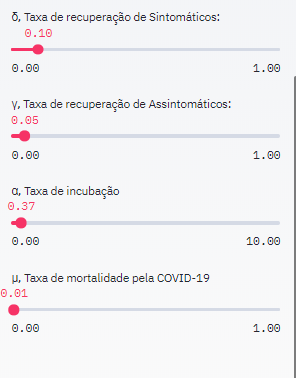 δ, Taxa de recuperação de Sintomáticos:
0.10
0.00 1.00
γ, Taxa de recuperação de Assintomáticos:
0.05
0.00 1.00
α, Taxa de incubação
0.37
0.00 10.00
μ, Taxa de mortalidade pela COVID-19
0.01
0.00 1.00